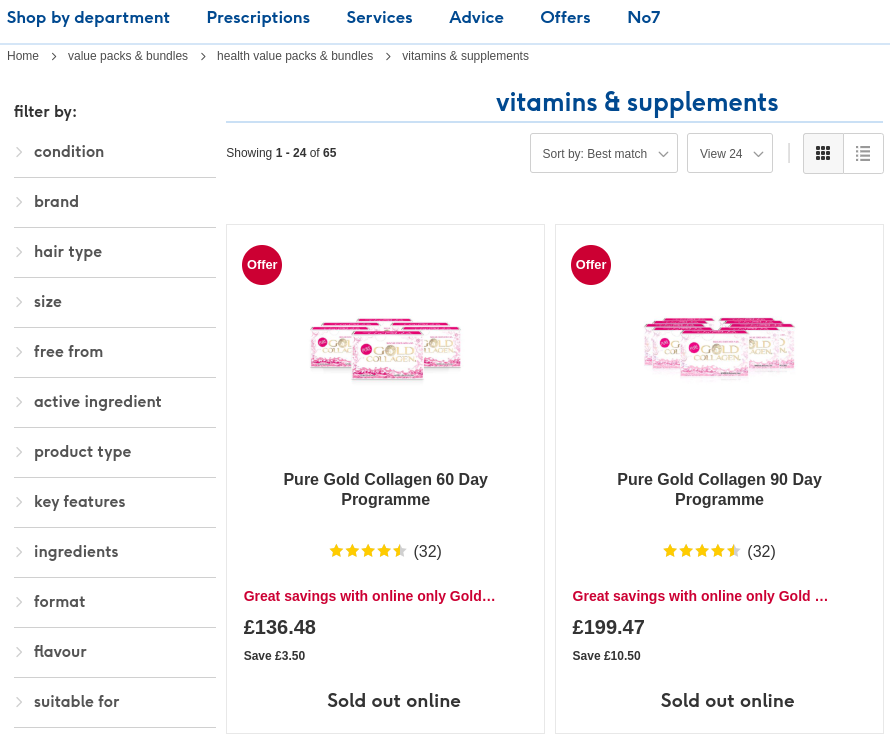 Shop by department Prescriptions Services Advice Offers No7
Home value packs & bundles health value packs & bundles vitamins & supplements
filter by:
condition
brand
hair type
size
free from
active ingredient
product type
key features
ingredients
format
flavour
suitable for
vitamins & supplements
Showing 1 - 24 of 65
Sort by: Best match
View 24
Offer
GOLD
COLLAGEN
Pure Gold Collagen 60 Day
Programme
(32)
Great savings with online only Gold…
£136.48
Save £3.50
Sold out online
Offer
GOLD
COLLAGEN
Pure Gold Collagen 90 Day
Programme
(32)
Great savings with online only Gold …
£199.47
Save £10.50
Sold out online